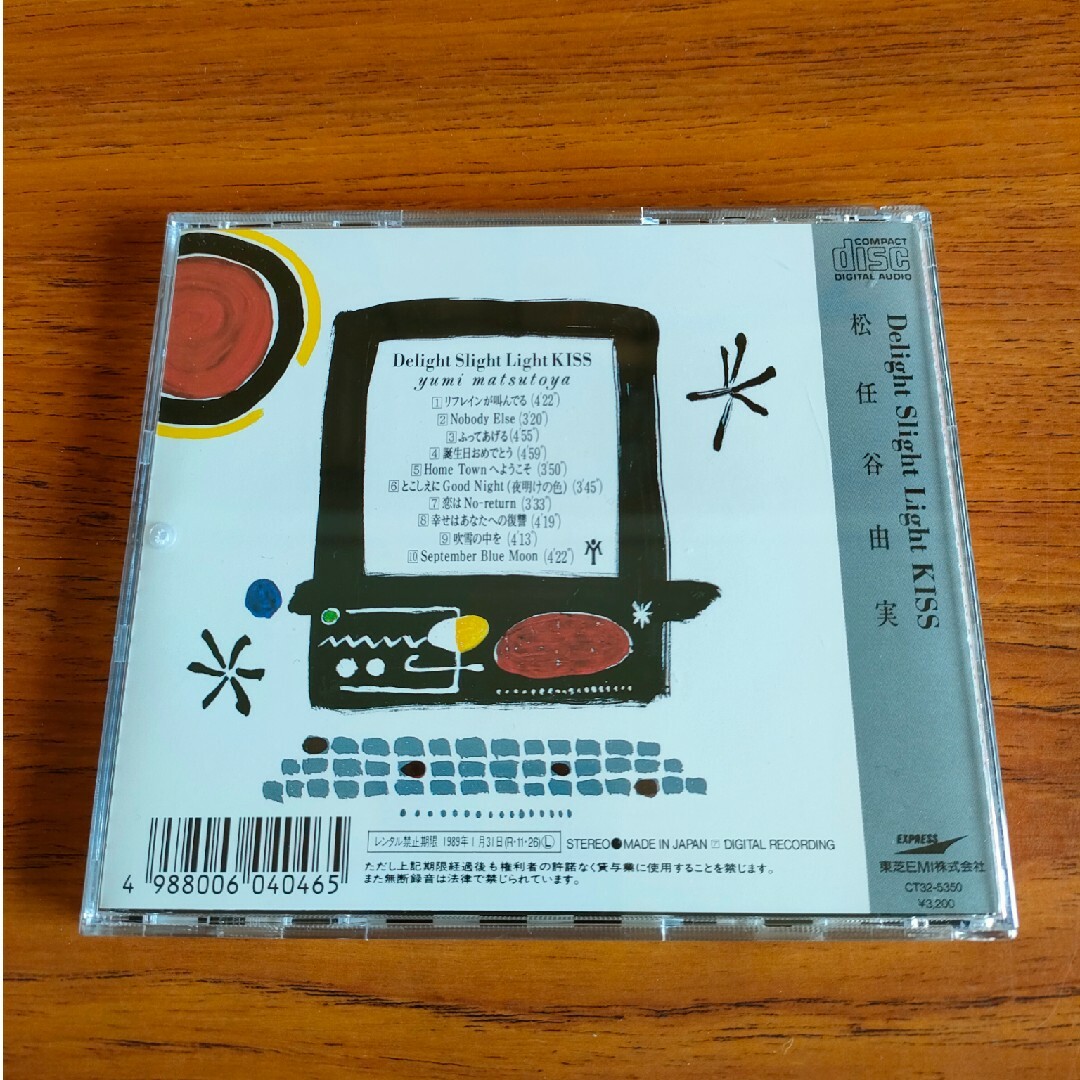 Delight Slight Light KISS
yumi matsutoya
1 リフレインが叫んでる (4'22")
2 Nobody Else (3'20")
3 ふってあげる (4'55")
4 誕生日おめでとう (4'59")
5 Home Townへようこそ (3'50")
6 とこしえにGood Night (夜明けの色) (3'45")
7 恋はNo-return (3'33")
8 幸せはあなたへの復讐 (4'19")
9 吹雪の中を (4'13")
10 September Blue Moon (4'22")
COMPACT
disc
DIGITAL AUDIO
Delight Slight Light KISS
松任谷由実
4 988006 040465
レンタル禁止期限 1989年1月31日(R·11·26)Ⓛ STEREO●MADE IN JAPAN Ⓟ DIGITAL RECORDING
ただし上記期限経過後も権利者の許諾なく賃与業に使用することを禁じます。
また無断録音は法律で禁じられています。
EXPRESS
東芝EMI株式会社
CT32-5350
¥3,200